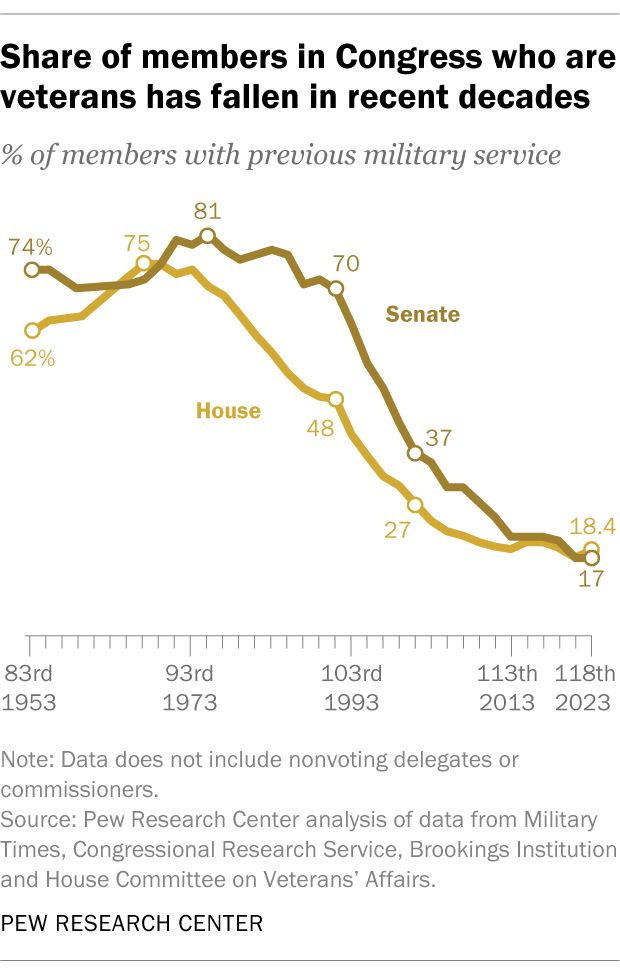 Share of members in Congress who are
veterans has fallen in recent decades
% of members with previous military service
81
74%
75
70
Senate
62%
House
48
37
27
18.4
17
83rd 93rd 103rd 113th 118th
1953 1973 1993 2013 2023
Note: Data does not include nonvoting delegates or
commissioners.
Source: Pew Research Center analysis of data from Military
Times, Congressional Research Service, Brookings Institution
and House Committee on Veterans’ Affairs.
PEW RESEARCH CENTER